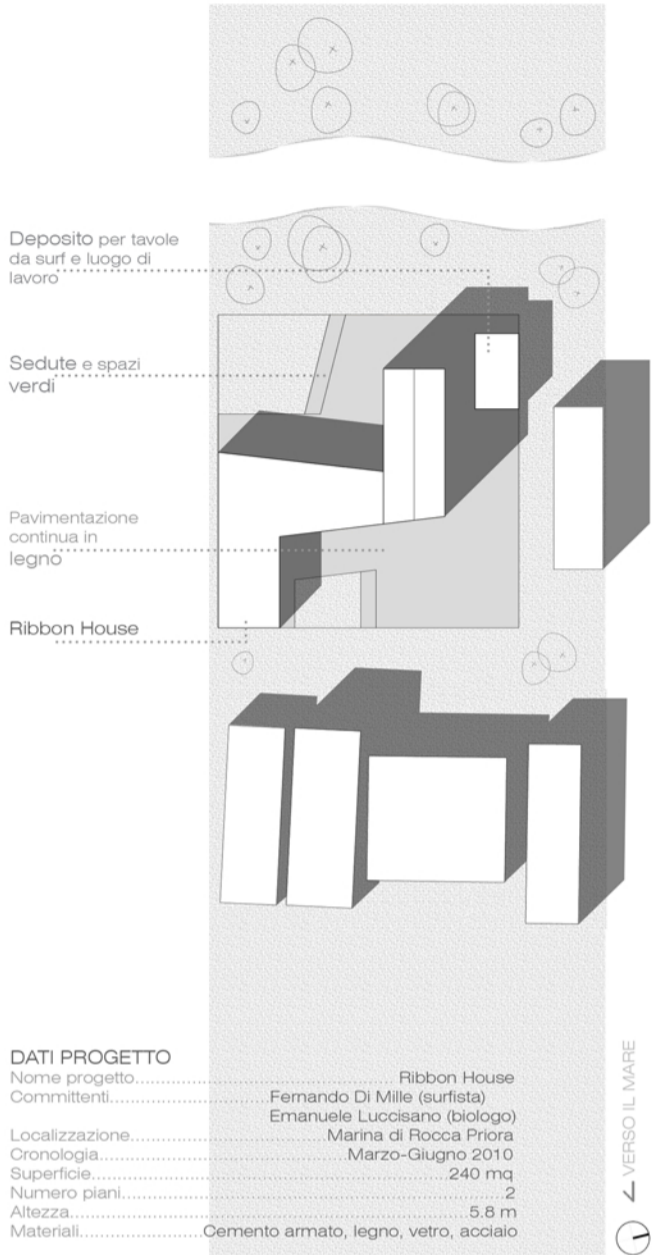 Deposito per tavole
da surf e luogo di
lavoro
Sedute e spazi
verdi
Pavimentazione
continua in
legno
Ribbon House
DATI PROGETTO
Nome progetto.......................................Ribbon House
Committenti........................Fernando Di Mille (surfista)
Emanuele Luccisano (biologo)
Localizzazione.............................Marina di Rocca Priora
Cronologia................................Marzo-Giugno 2010
Superficie....................................................240 mq
Numero piani........................................................2
Altezza........................................................5.8 m
Materiali..................Cemento armato, legno, vetro, acciaio
VERSO IL MARE